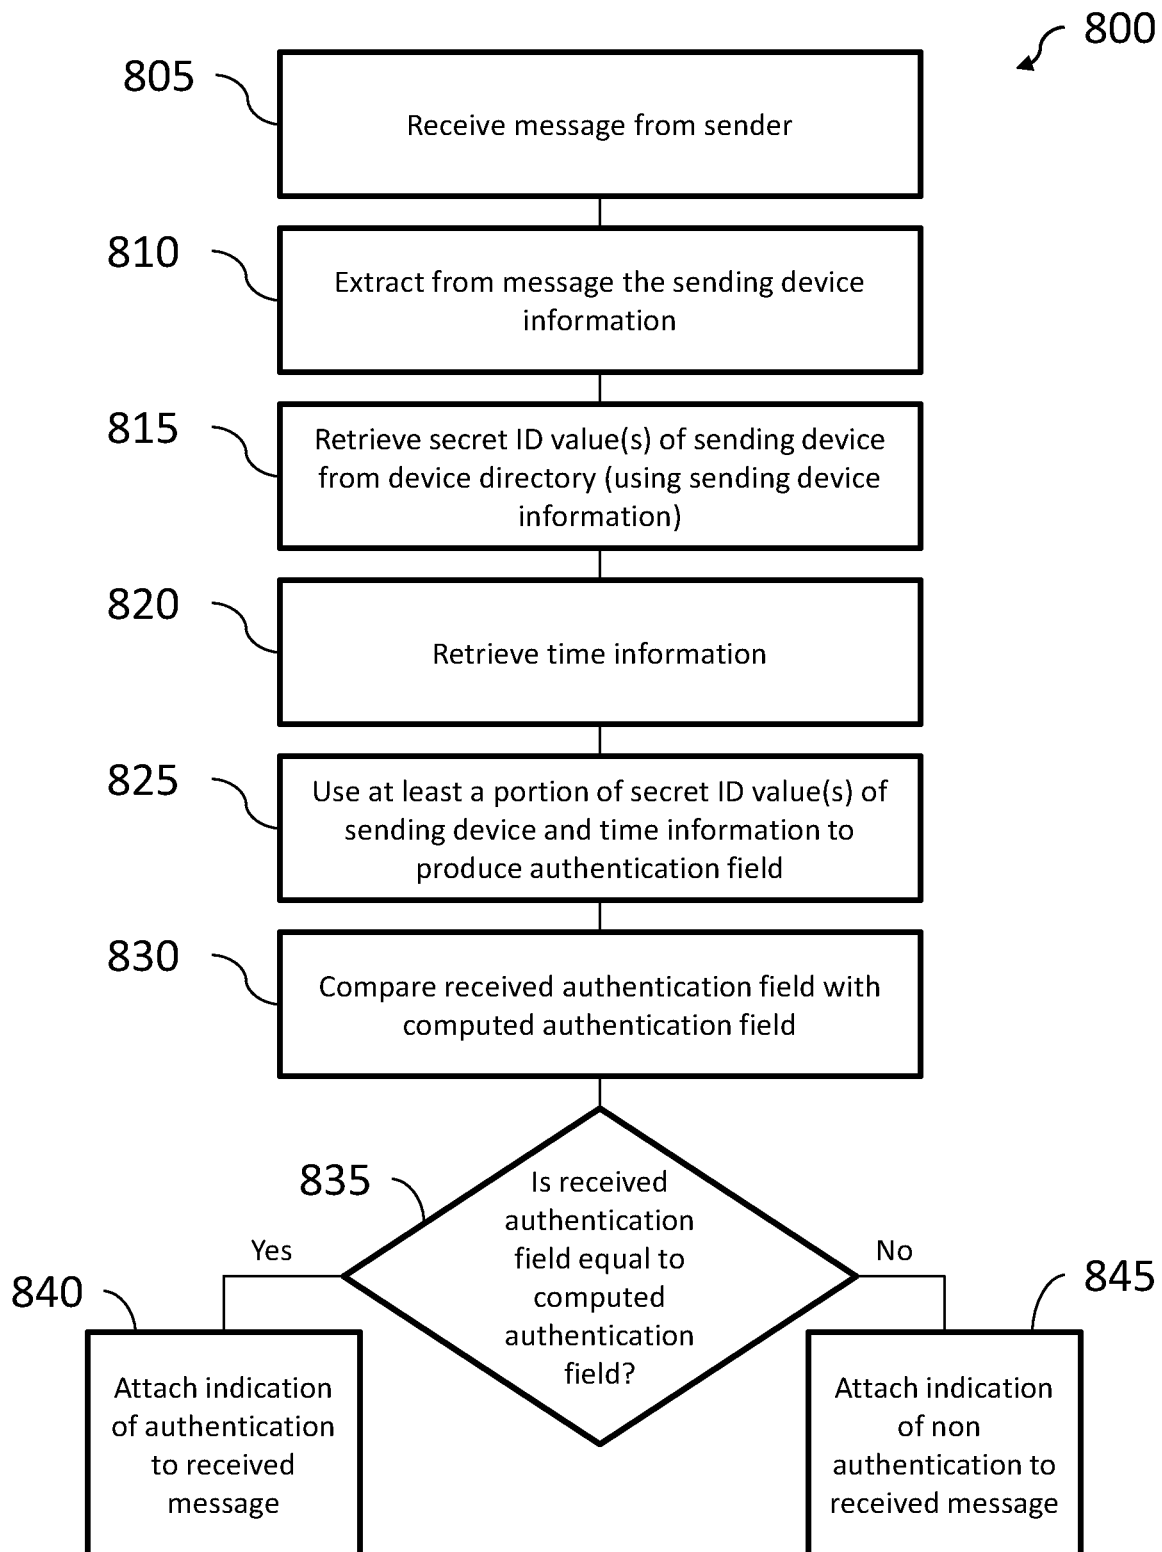 800
805
Receive message from sender
810
Extract from message the sending device
information
815
Retrieve secret ID value(s) of sending device
from device directory (using sending device
information)
820
Retrieve time information
825
Use at least a portion of secret ID value(s) of
sending device and time information to
produce authentication field
830
Compare received authentication field with
computed authentication field
835
Is received
authentication
field equal to
computed
authentication
field?
Yes
No
840
845
Attach indication
of authentication
to received
message
Attach indication
of non
authentication to
received message